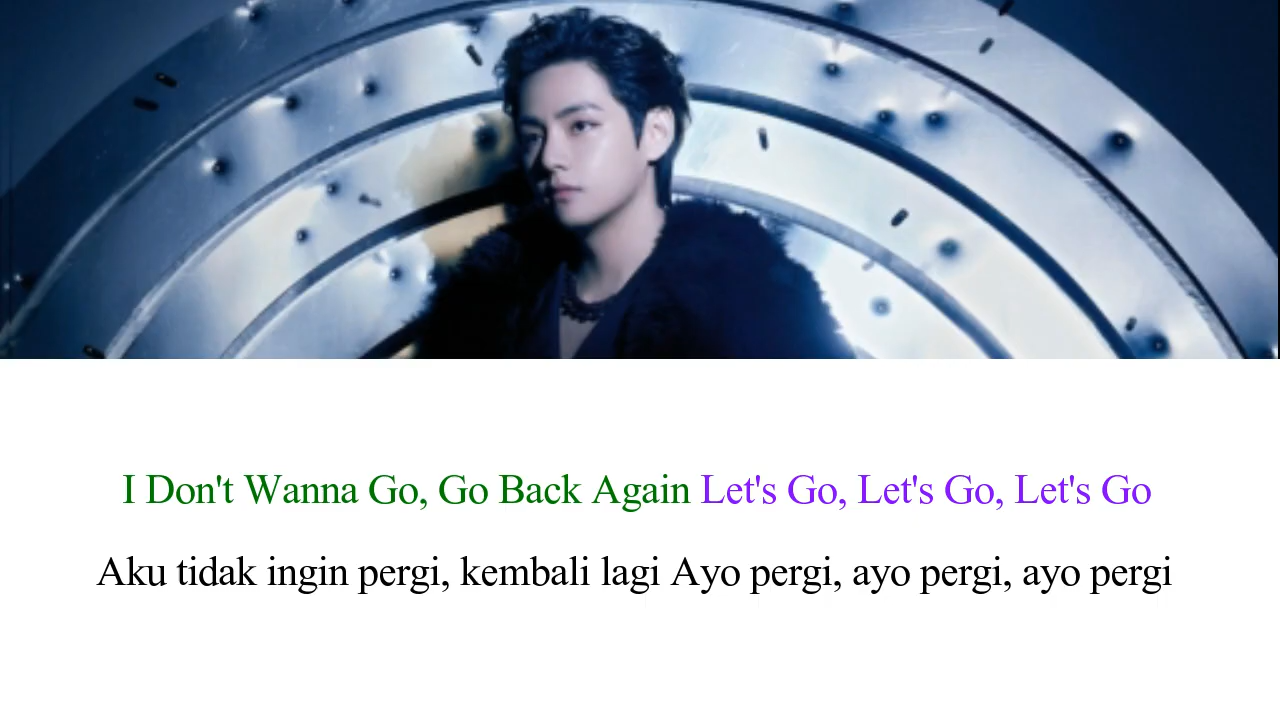 I Don't Wanna Go, Go Back Again Let's Go, Let's Go, Let's Go
Aku tidak ingin pergi, kembali lagi Ayo pergi, ayo pergi, ayo pergi